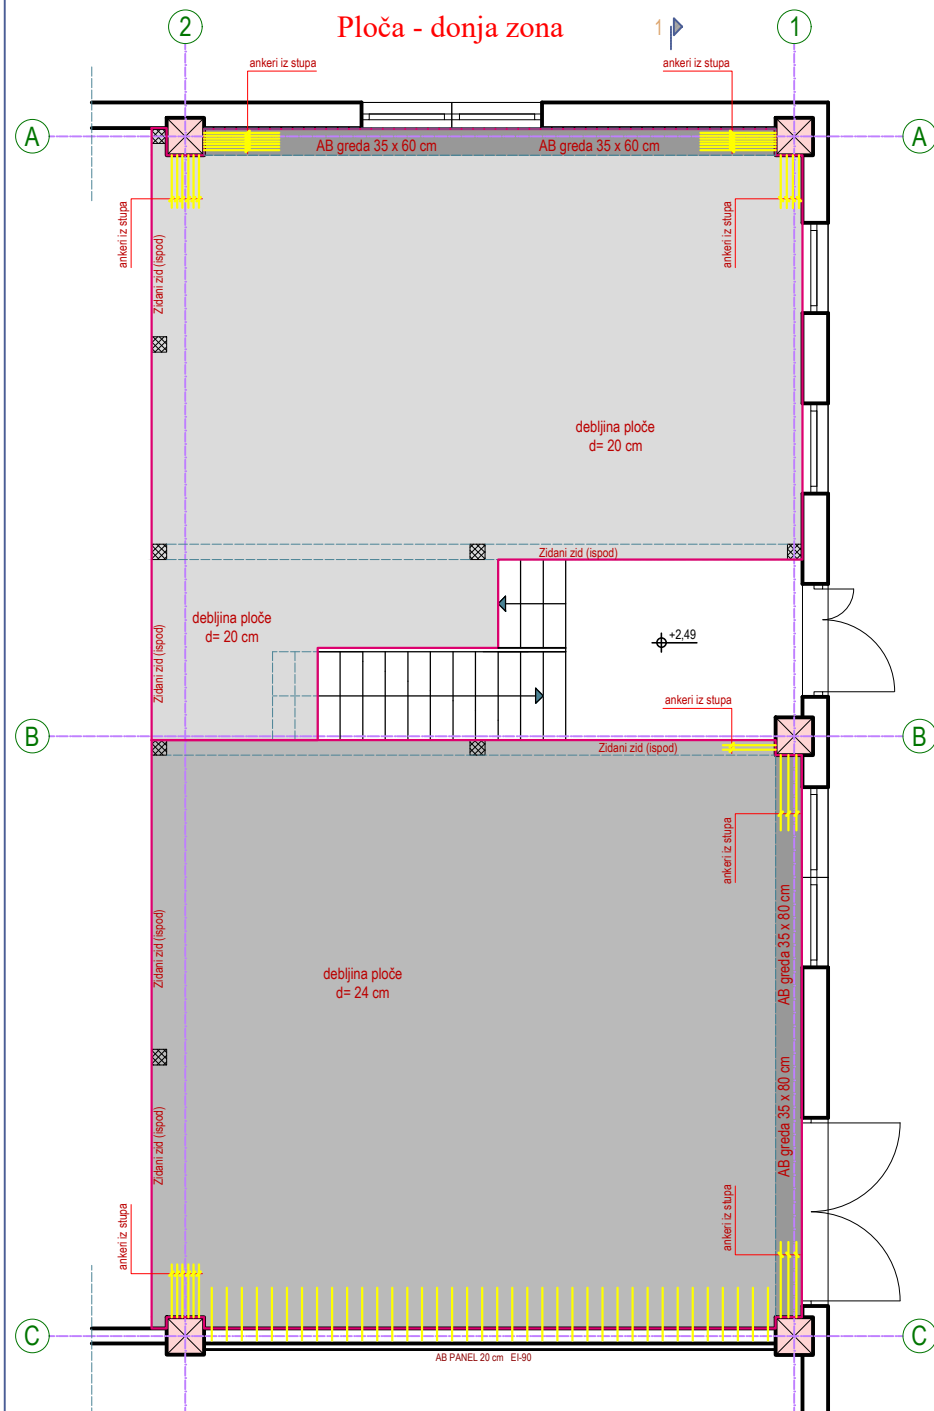 2
Ploča - donja zona
1
1
ankeri iz stupa
ankeri iz stupa
A
AB greda 35 x 60 cm
AB greda 35 x 60 cm
A
ankeri iz stupa
ankeri iz stupa
Zidani zid (ispod)
debljina ploče
d= 20 cm
Zidani zid (ispod)
debljina ploče
d= 20 cm
+2,49
Zidani zid (ispod)
ankeri iz stupa
B
Zidani zid (ispod)
B
ankeri iz stupa
AB greda 35 x 80 cm
Zidani zid (ispod)
debljina ploče
d= 24 cm
AB greda 35 x 80 cm
Zidani zid (ispod)
ankeri iz stupa
ankeri iz stupa
C
C
AB PANEL 20 cm EI-90